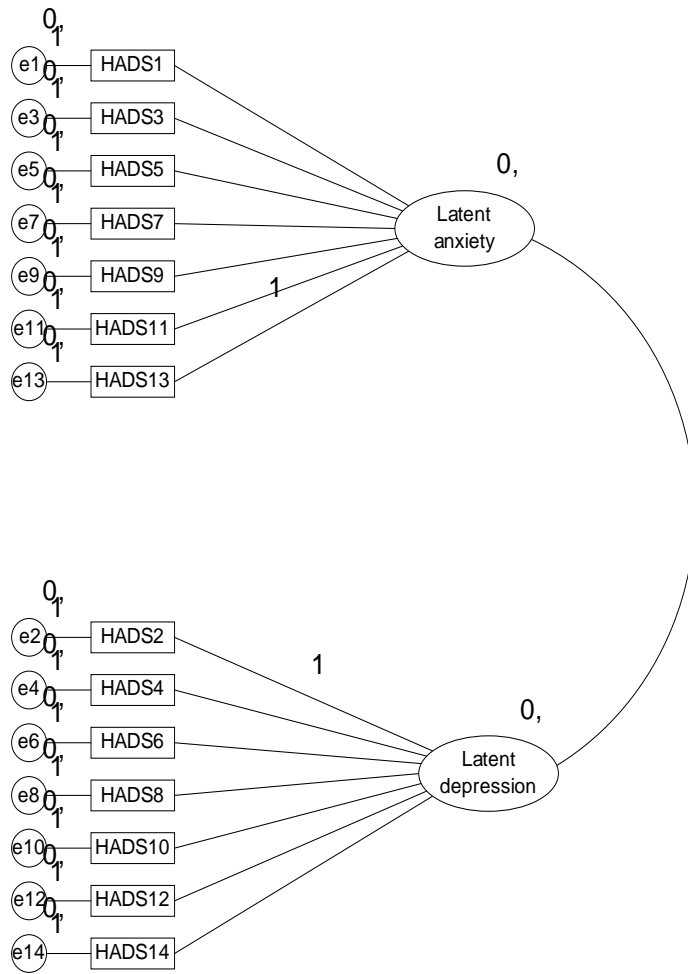 0,
1
e1 HADS1
0,
1
e3 HADS3
0,
1
e5 HADS5
0,
1
e7 HADS7
0,
1
e9 HADS9
0,
1
e11 HADS11
0,
1
e13 HADS13
1
0,
Latent
anxiety
0,
1
e2 HADS2
0,
1
e4 HADS4
0,
1
e6 HADS6
0,
1
e8 HADS8
0,
1
e10 HADS10
0,
1
e12 HADS12
0,
1
e14 HADS14
1
0,
Latent
depression